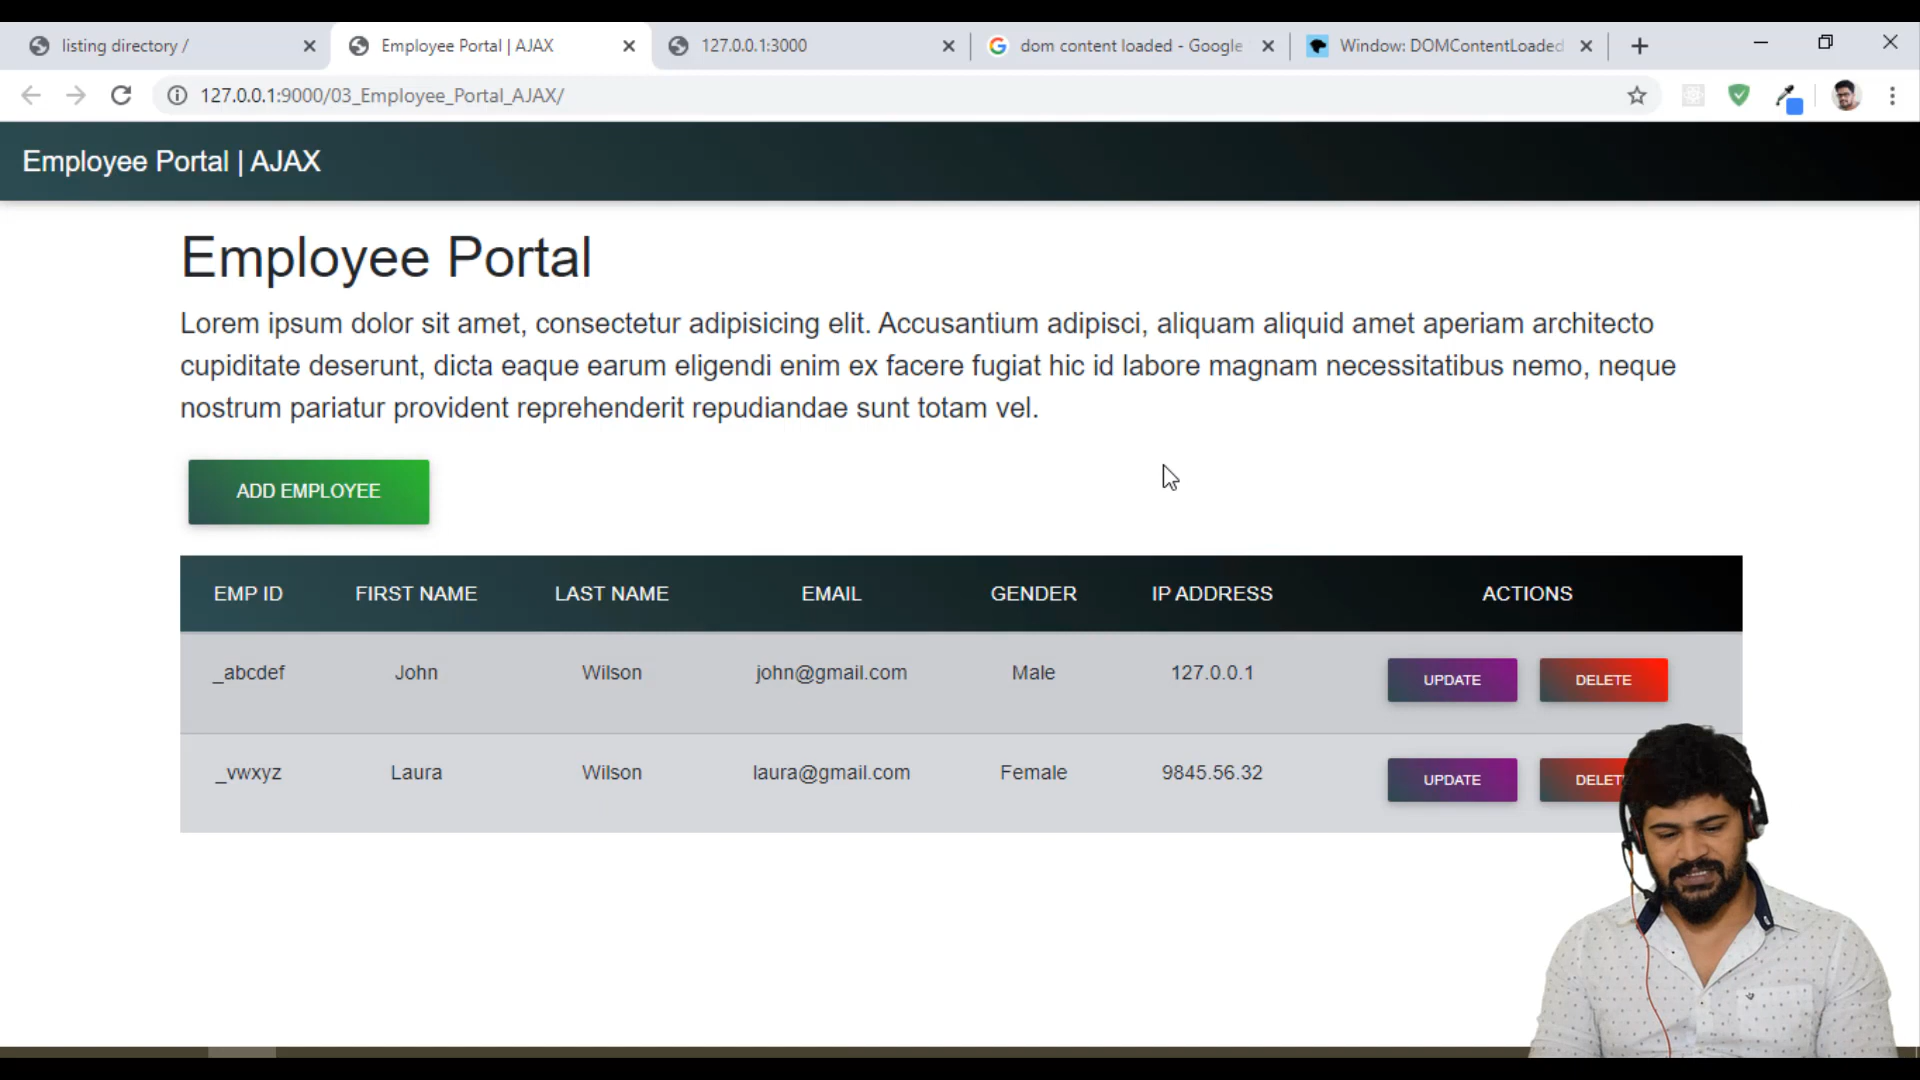 listing directory /
Employee Portal | AJAX
127.0.0.1:3000
dom content loaded - Google
Window: DOMContentLoaded
127.0.0.1:9000/03_Employee_Portal_AJAX/
Employee Portal | AJAX
Employee Portal
Lorem ipsum dolor sit amet, consectetur adipisicing elit. Accusantium adipisci, aliquam aliquid amet aperiam architecto
cupiditate deserunt, dicta eaque earum eligendi enim ex facere fugiat hic id labore magnam necessitatibus nemo, neque
nostrum pariatur provident reprehenderit repudiandae sunt totam vel.
ADD EMPLOYEE
EMP ID FIRST NAME LAST NAME EMAIL GENDER IP ADDRESS ACTIONS
_abcdef John Wilson john@gmail.com Male 127.0.0.1 UPDATE DELETE
_vwxyz Laura Wilson laura@gmail.com Female 9845.56.32 UPDATE DELET